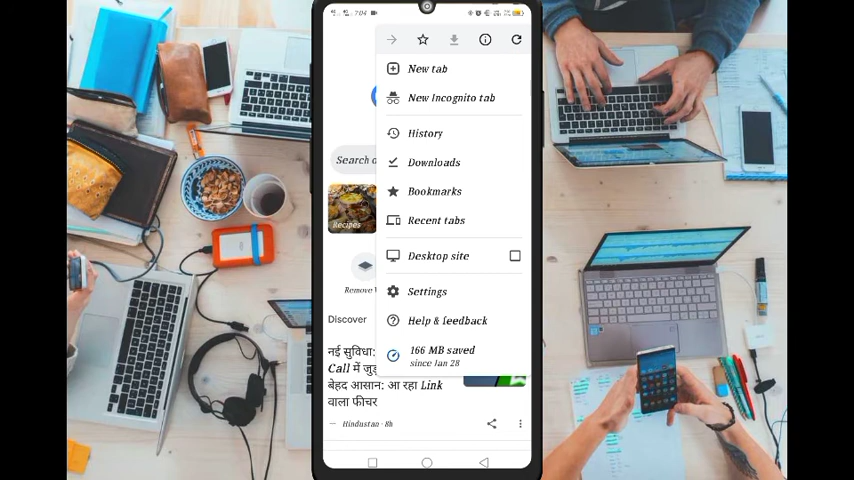 7:04
New tab
New Incognito tab
History
Downloads
Bookmarks
Recent tabs
Desktop site
Settings
Help & feedback
166 MB saved
since Jan 28
Search o
Recipes
Remove
Discover
नई सुविधा:
Call में जुड़
बेहद आसान: आ रहा Link
वाला फीचर
Hindustan · 8h